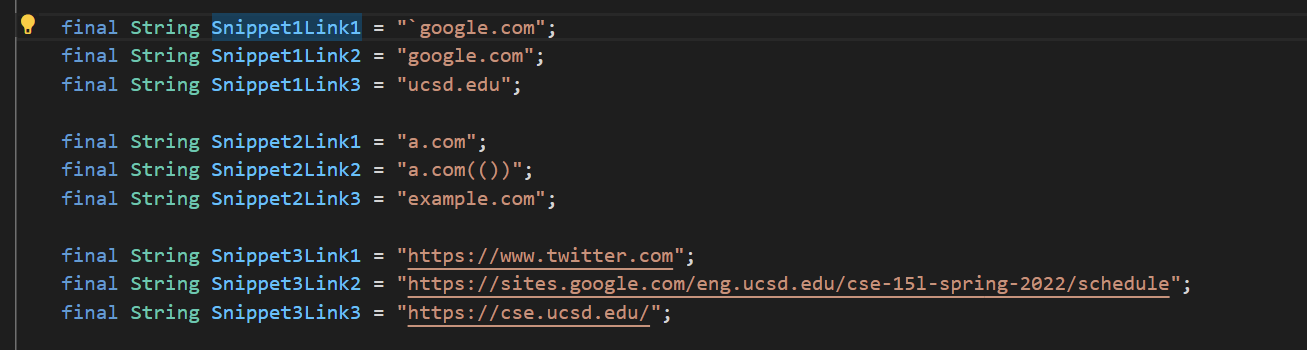 final String Snippet1Link1 = "`google.com";
final String Snippet1Link2 = "google.com";
final String Snippet1Link3 = "ucsd.edu";
final String Snippet2Link1 = "a.com";
final String Snippet2Link2 = "a.com(())";
final String Snippet2Link3 = "example.com";
final String Snippet3Link1 = "https://www.twitter.com";
final String Snippet3Link2 = "https://sites.google.com/eng.ucsd.edu/cse-15l-spring-2022/schedule";
final String Snippet3Link3 = "https://cse.ucsd.edu/";